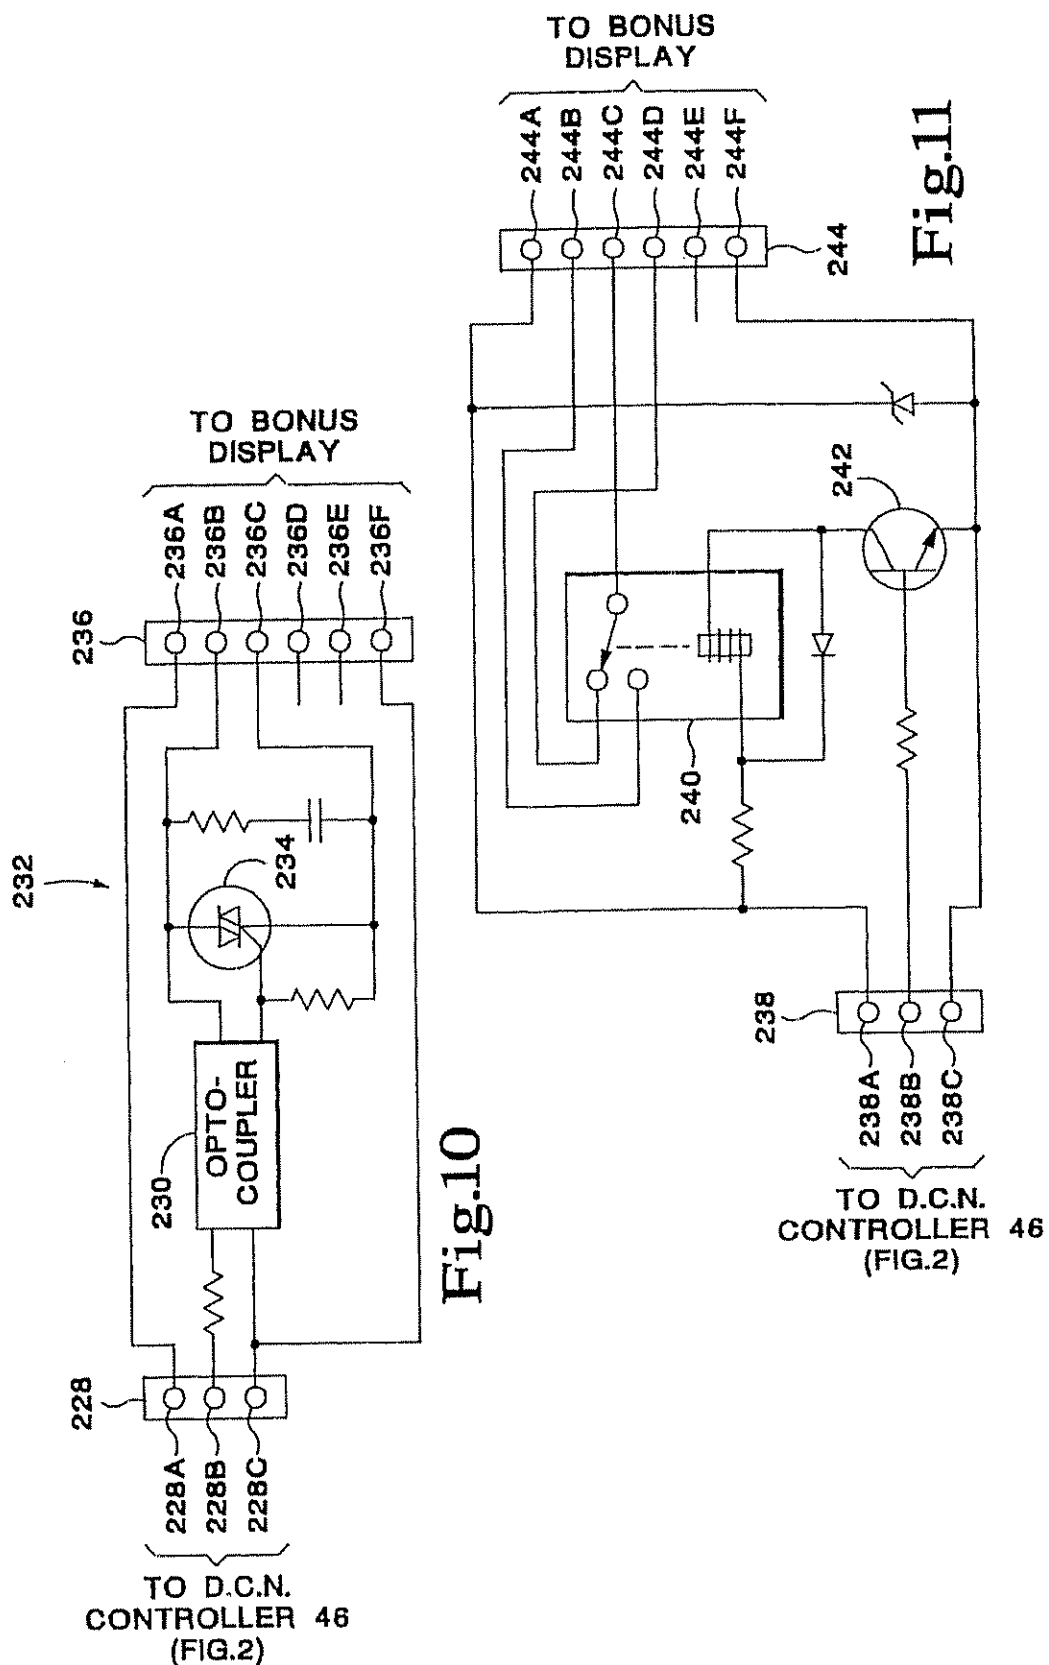 TO BONUS
DISPLAY
244A
244B
244C
244D
244E
244F
244
Fig.11
242
240
238
238A
238B
238C
TO D.C.N.
CONTROLLER 46
(FIG.2)
TO BONUS
DISPLAY
236A
236B
236C
236D
236E
236F
236
232
234
OPTO-
COUPLER
230
Fig.10
228
228A
228B
228C
TO D.C.N.
CONTROLLER 46
(FIG.2)